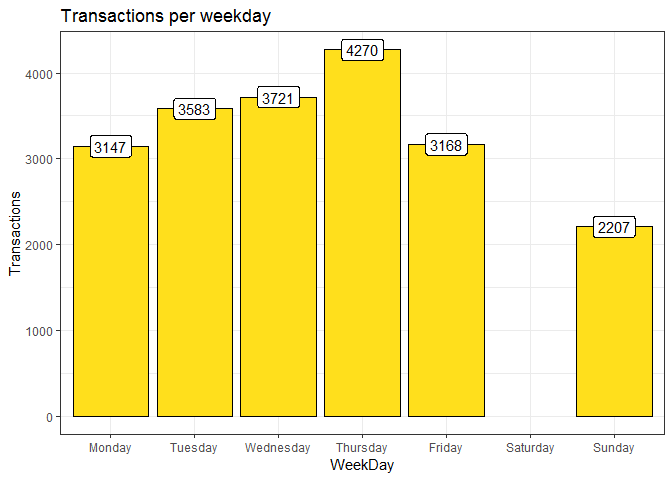 Transactions per weekday
4270
4000
3721
3583
3168
3147
3000
2207
2000
1000
0
Transactions
Monday Tuesday Wednesday Thursday Friday Saturday Sunday
WeekDay